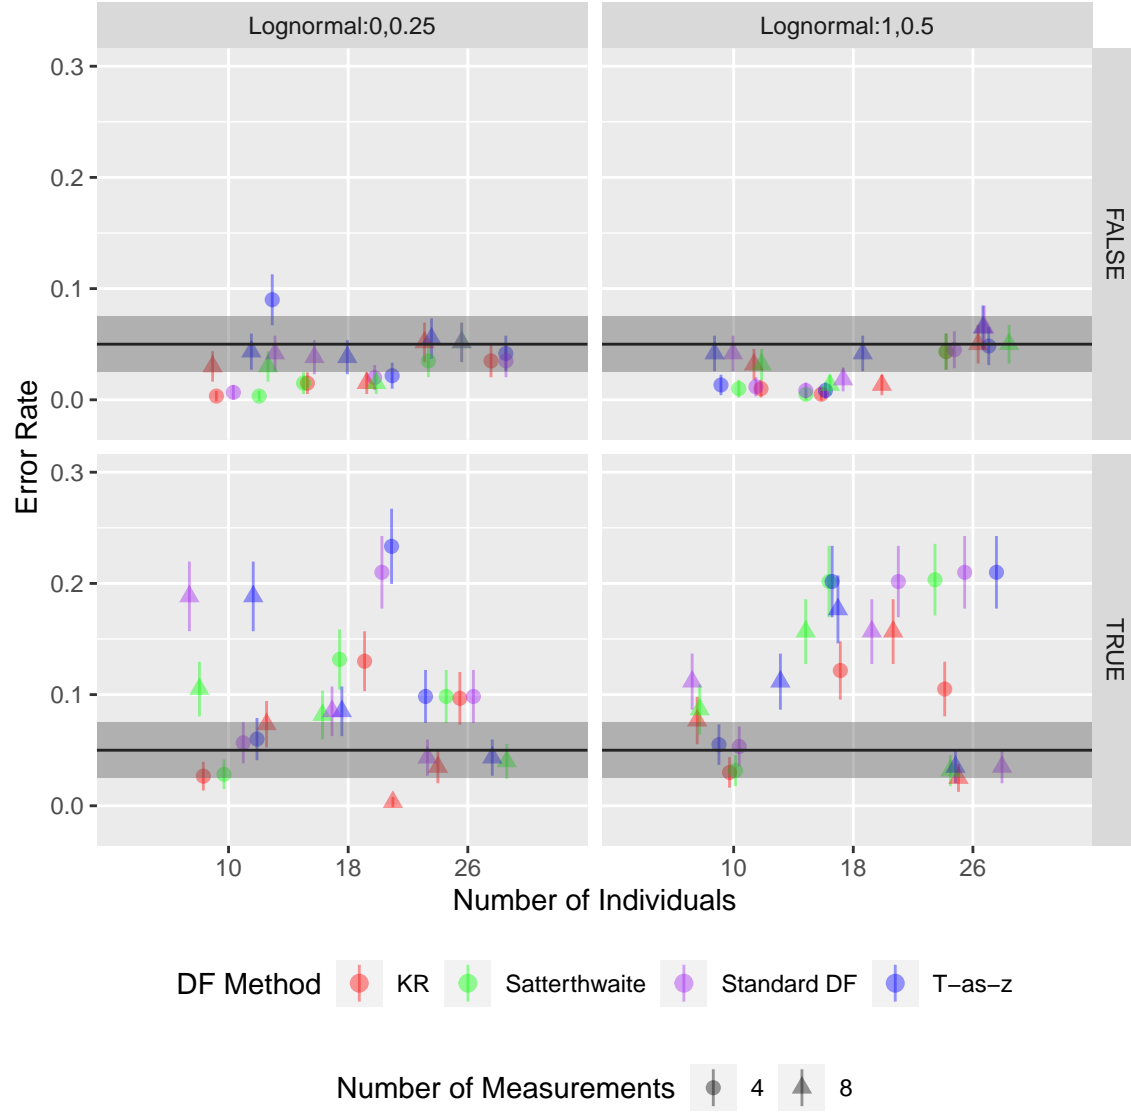 Lognormal:0,0.25 Lognormal:1,0.5
0.3
0.2
0.1
0.0
FALSE
Error Rate
0.3
0.2
0.1
0.0
TRUE
10 18 26 10 18 26
Number of Individuals
DF Method KR Satterthwaite Standard DF T−as−z
Number of Measurements 4 8